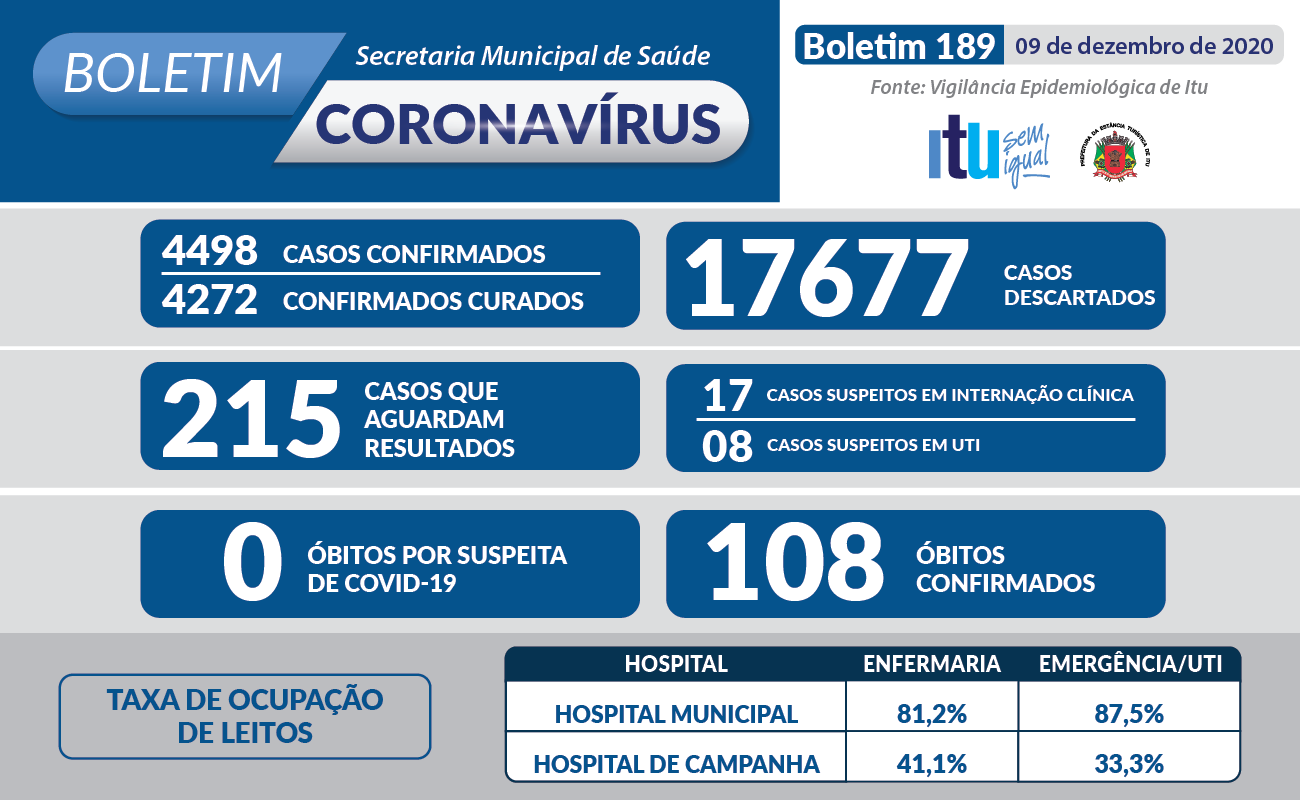 BOLETIM
Secretaria Municipal de Saúde
CORONAVÍRUS
Boletim 189
09 de dezembro de 2020
Fonte: Vigilância Epidemiológica de Itu
itu sem igual
PREFEITURA DA ESTÂNCIA TURÍSTICA DE ITU
4498 CASOS CONFIRMADOS
4272 CONFIRMADOS CURADOS
17677 CASOS
DESCARTADOS
215 CASOS QUE
AGUARDAM
RESULTADOS
17 CASOS SUSPEITOS EM INTERNAÇÃO CLÍNICA
08 CASOS SUSPEITOS EM UTI
0 ÓBITOS POR SUSPEITA
DE COVID-19
108 ÓBITOS
CONFIRMADOS
TAXA DE OCUPAÇÃO
DE LEITOS
HOSPITAL ENFERMARIA EMERGÊNCIA/UTI
HOSPITAL MUNICIPAL 81,2% 87,5%
HOSPITAL DE CAMPANHA 41,1% 33,3%